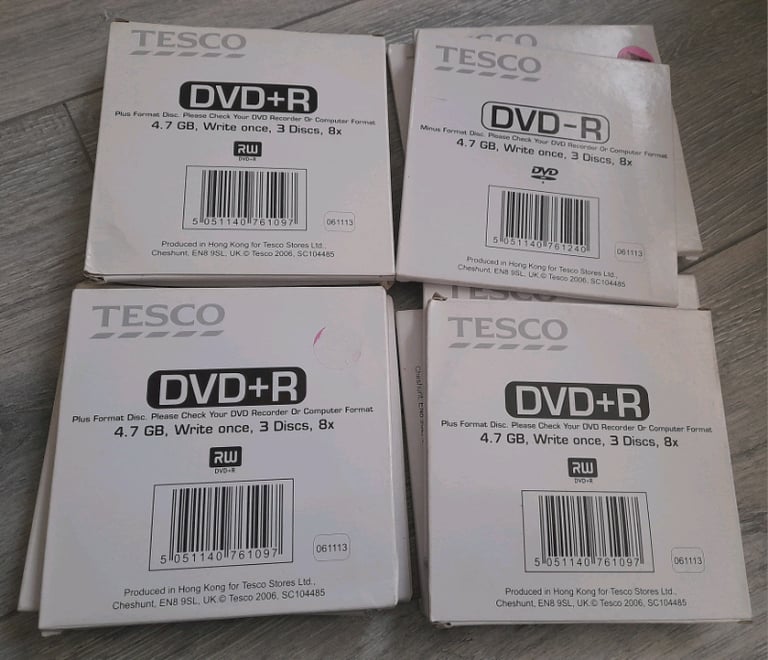 TESCO
DVD+R
Plus Format Disc. Please Check Your DVD Recorder Or Computer Format
4.7 GB, Write once, 3 Discs, 8x
RW
DVD+R
5 051140 761097
061113
Produced in Hong Kong for Tesco Stores Ltd.,
Cheshunt, EN8 9SL, UK.© Tesco 2006, SC104485
TESCO
DVD-R
Minus Format Disc. Please Check Your DVD Recorder Or Computer Format
4.7 GB, Write once, 3 Discs, 8x
DVD
5 051140 761240
061113
Produced in Hong Kong for Tesco Stores Ltd.,
Cheshunt, EN8 9SL, UK.© Tesco 2006, SC104485
TESCO
DVD+R
Plus Format Disc. Please Check Your DVD Recorder Or Computer Format
4.7 GB, Write once, 3 Discs, 8x
RW
DVD+R
5 051140 761097
061113
Produced in Hong Kong for Tesco Stores Ltd.,
Cheshunt, EN8 9SL, UK.© Tesco 2006, SC104485
TESCO
TESCO
DVD+R
Plus Format Disc. Please Check Your DVD Recorder Or Computer Format
4.7 GB, Write once, 3 Discs, 8x
RW
DVD+R
5 051140 761097
061113
Produced in Hong Kong for Tesco Stores Ltd.,
Cheshunt, EN8 9SL, UK.© Tesco 2006, SC104485